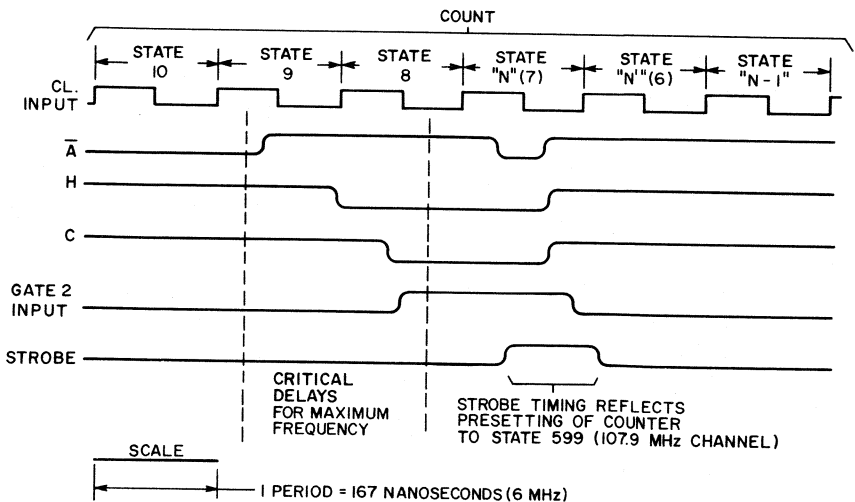 COUNT
STATE 10
STATE 9
STATE 8
STATE "N"(7)
STATE "N'"(6)
STATE "N-1"
CL. INPUT
A̅
H
C
GATE 2 INPUT
STROBE
CRITICAL
DELAYS
FOR MAXIMUM
FREQUENCY
STROBE TIMING REFLECTS
PRESETTING OF COUNTER
TO STATE 599 (107.9 MHz CHANNEL)
SCALE
1 PERIOD = 167 NANOSECONDS (6 MHz)